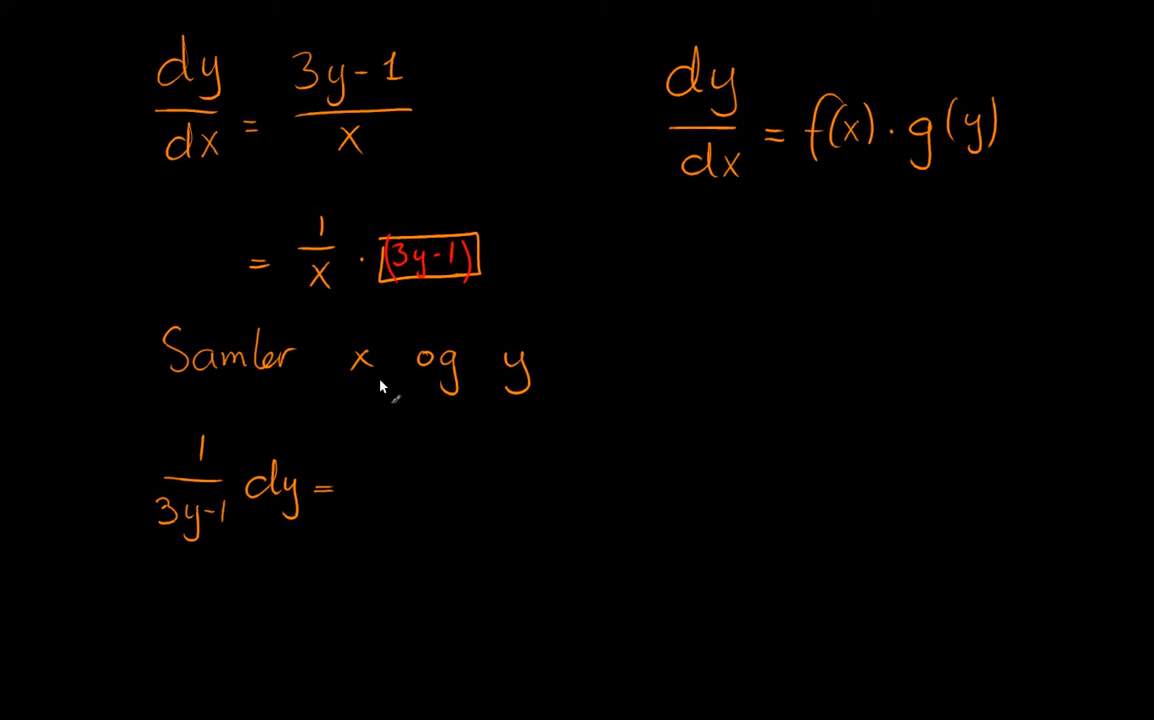 dy/dx = (3y-1)/x
dy/dx = f(x) · g(y)
= 1/x · (3y-1)
Samler x og y
1/(3y-1) dy =